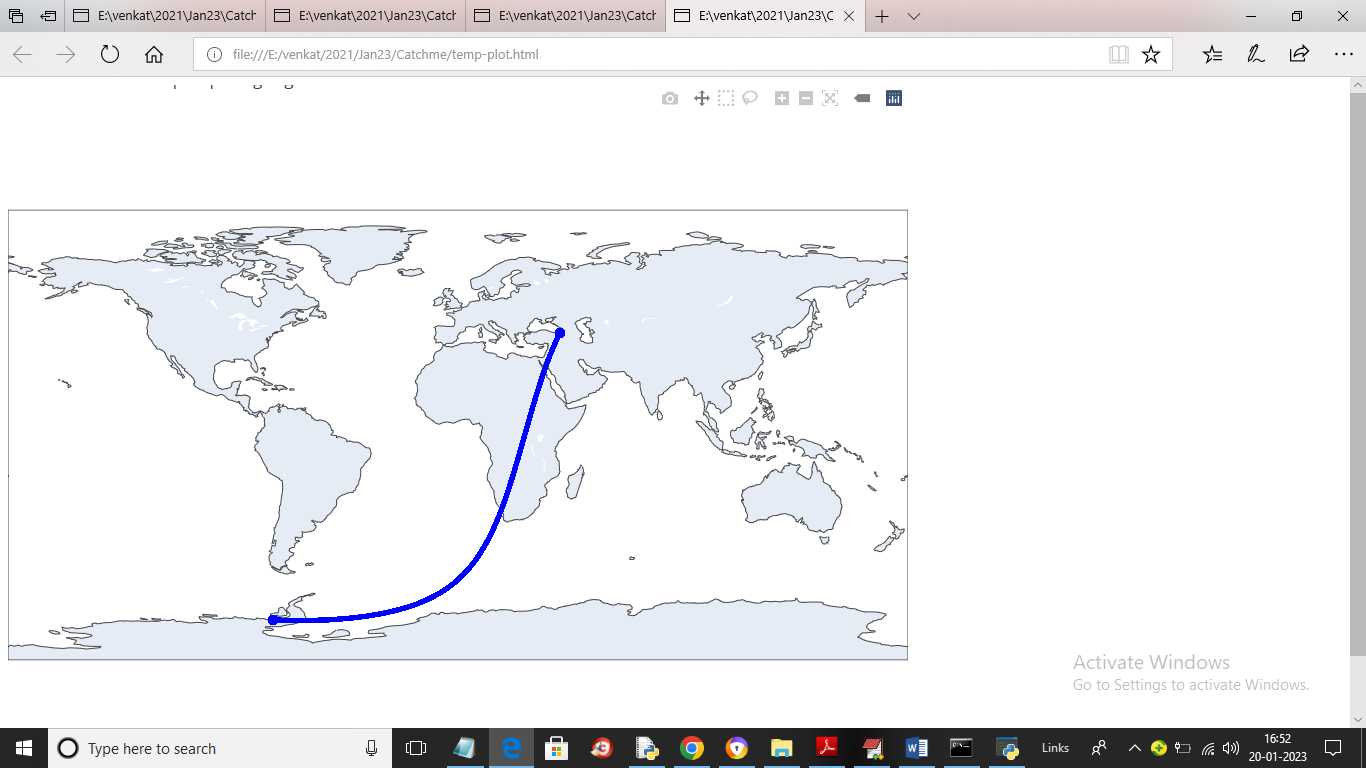 E:\venkat\2021\Jan23\Catch
E:\venkat\2021\Jan23\Catch
E:\venkat\2021\Jan23\Catch
E:\venkat\2021\Jan23\C
file:///E:/venkat/2021/Jan23/Catchme/temp-plot.html
Activate Windows
Go to Settings to activate Windows.
Type here to search
Links
16:52
20-01-2023